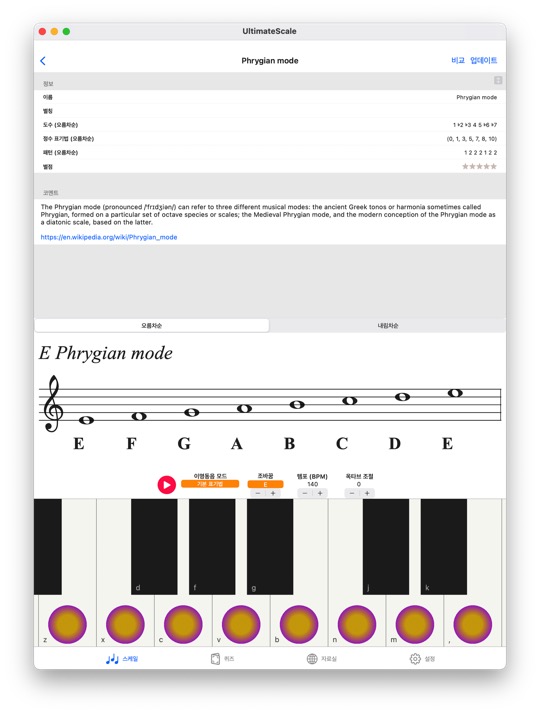 UltimateScale
Phrygian mode
비교 업데이트
정보
이름 Phrygian mode
별칭
도수 (오름차순) 1 ♭2 ♭3 4 5 ♭6 ♭7
정수 표기법 (오름차순) (0, 1, 3, 5, 7, 8, 10)
패턴 (오름차순) 1 2 2 2 1 2 2
별점 ★★★★★
코멘트
The Phrygian mode (pronounced /ˈfrɪdʒiən/) can refer to three different musical modes: the ancient Greek tonos or harmonia sometimes called
Phrygian, formed on a particular set of octave species or scales; the Medieval Phrygian mode, and the modern conception of the Phrygian mode as
a diatonic scale, based on the latter.
https://en.wikipedia.org/wiki/Phrygian_mode
오름차순 내림차순
E Phrygian mode
E F G A B C D E
이명동음 모드 조바꿈 템포 (BPM) 옥타브 조절
기본 표기법 E 140 0
− + − + − +
d f g j k
z x c v b n m ,
스케일 퀴즈 자료실 설정